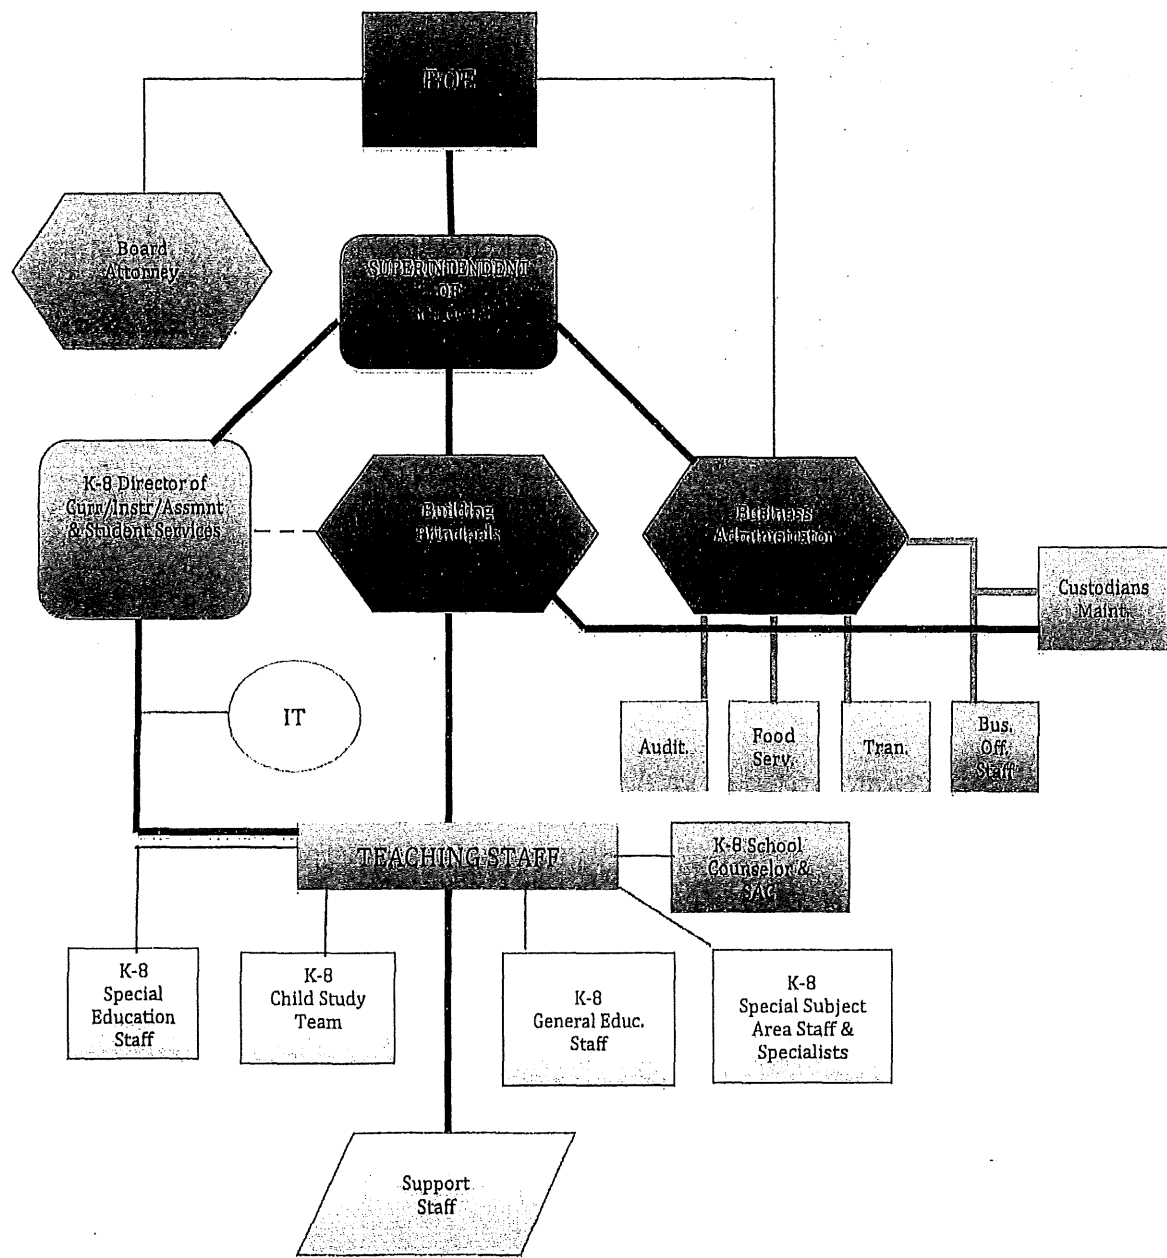 BOE
Board
Attorney
SUPERINTENDENT
OF
K-8 Director of
Curr/Instr/Assmnt
& Student Services
Building
Principals
Business
Administrator
Custodians
Maint.
IT
Audit.
Food
Serv.
Tran.
Bus.
Off.
Staff
TEACHING STAFF
K-8 School
Counselor &
SAC
K-8
Special
Education
Staff
K-8
Child Study
Team
K-8
General Educ.
Staff
K-8
Special Subject
Area Staff &
Specialists
Support
Staff